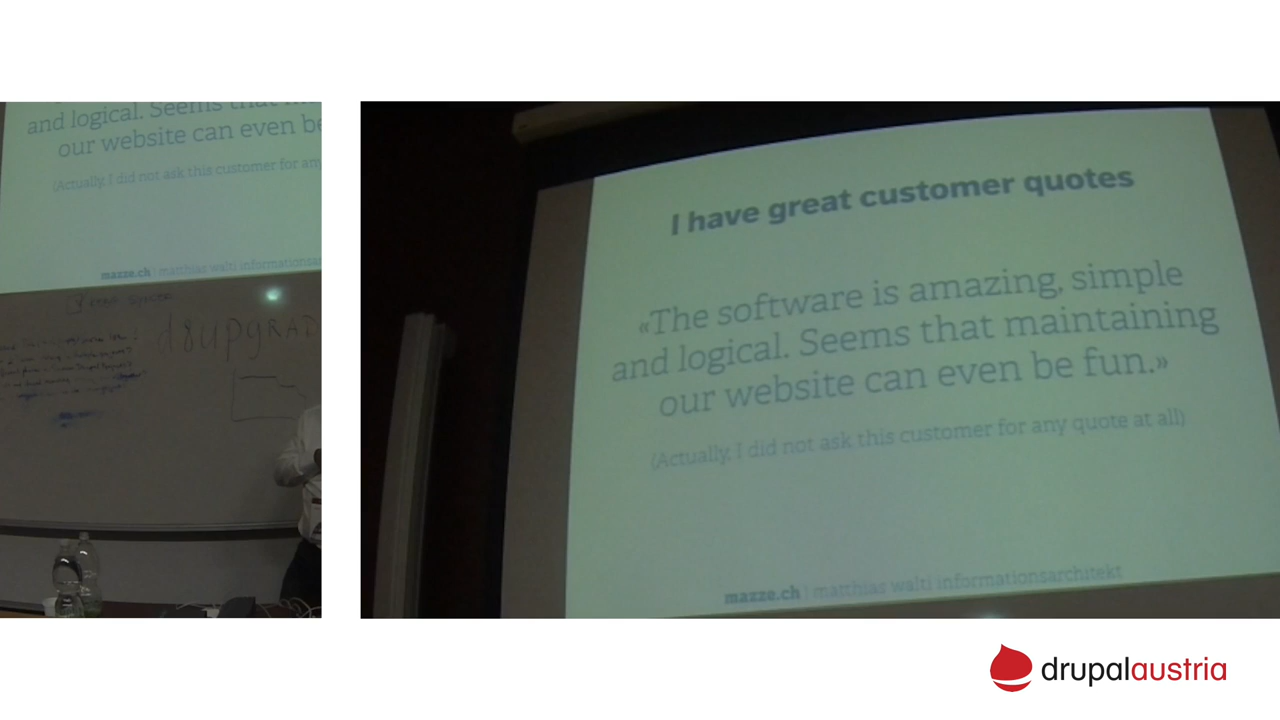 and logical. Seems that
our website can even be
(Actually, I did not ask this customer for any
mazze.ch | matthias walti informationsa
d8upgRAD
I have great customer quotes
«The software is amazing, simple
and logical. Seems that maintaining
our website can even be fun.»
(Actually, I did not ask this customer for any quote at all)
mazze.ch | matthias walti informationsarchitekt
drupalaustria